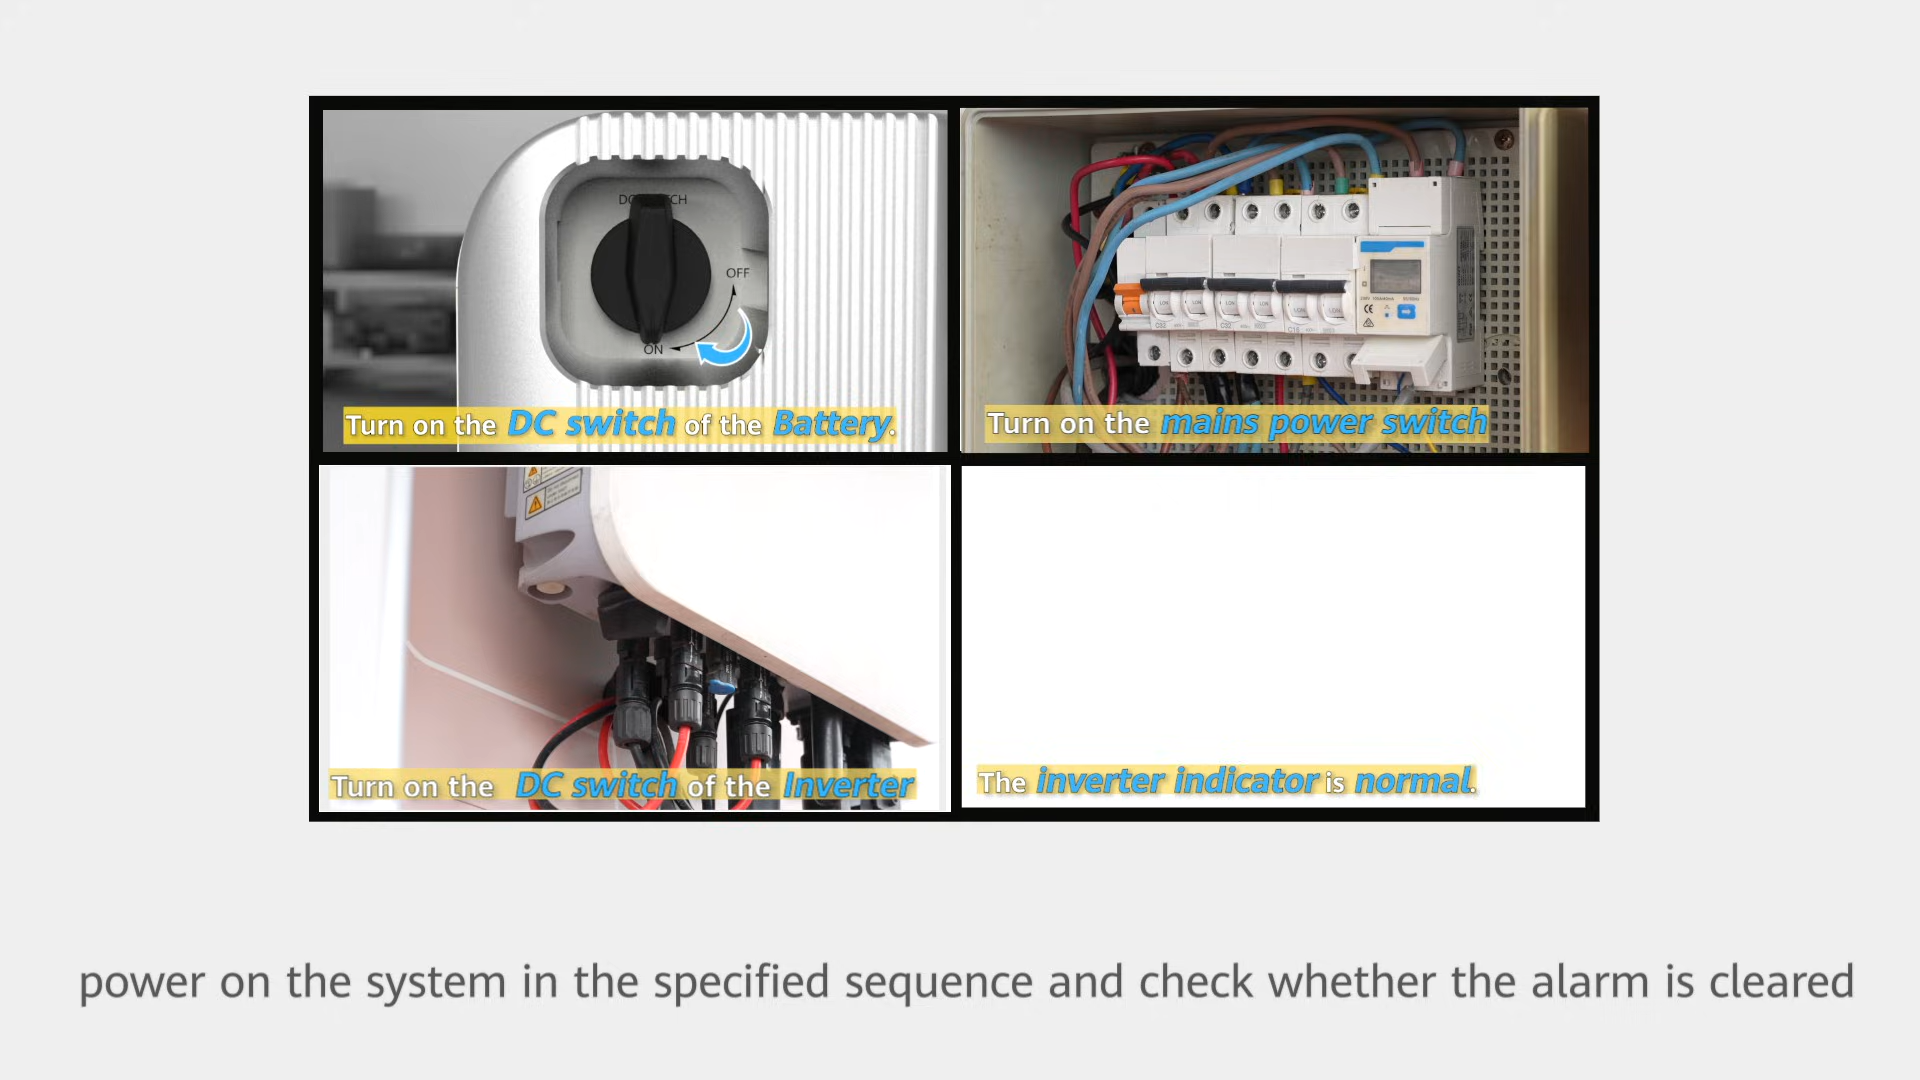 OFF
ON
Turn on the DC switch of the Battery.
Turn on the mains power switch
Turn on the DC switch of the Inverter
The inverter indicator is normal.
power on the system in the specified sequence and check whether the alarm is cleared